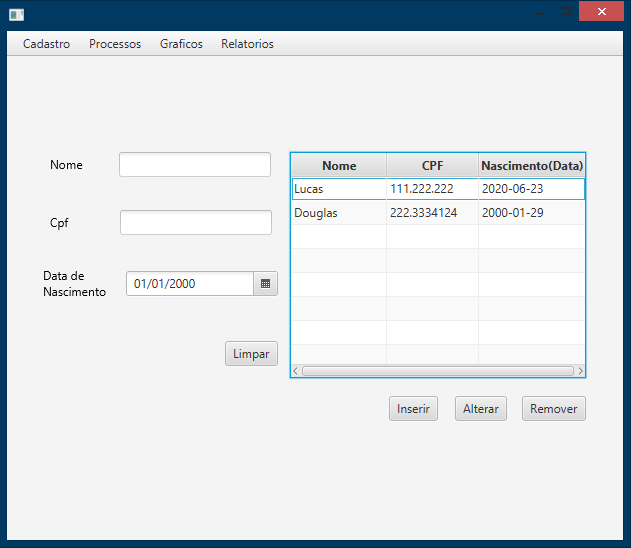 Cadastro Processos Graficos Relatorios
Nome
Cpf
Data de
Nascimento
01/01/2000
Limpar
Nome CPF Nascimento(Data)
Lucas 111.222.222 2020-06-23
Douglas 222.3334124 2000-01-29
Inserir Alterar Remover